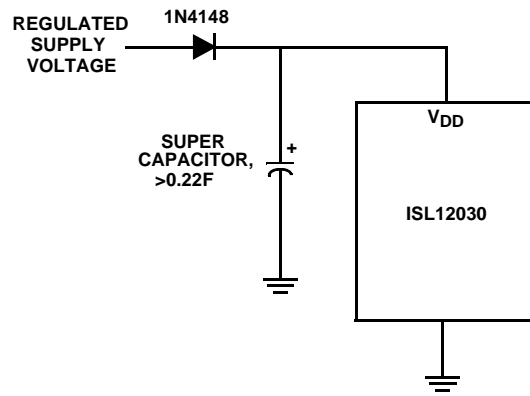 1N4148
REGULATED
SUPPLY
VOLTAGE
VDD
SUPER
CAPACITOR,
>0.22F
+
ISL12030